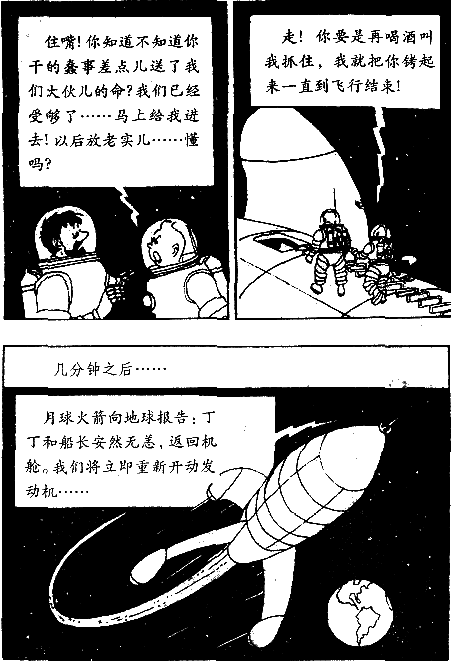 住嘴!你知道不知道你
干的蠢事差点儿送了我
们大伙儿的命?我们已经
受够了……马上给我进
去!以后放老实儿……懂
吗?
走!你要是再喝酒叫
我抓住,我就把你铐起
来一直到飞行结束!
几分钟之后……
月球火箭向地球报告:丁
丁和船长安然无恙,返回机
舱。我们将立即重新开动发
动机……